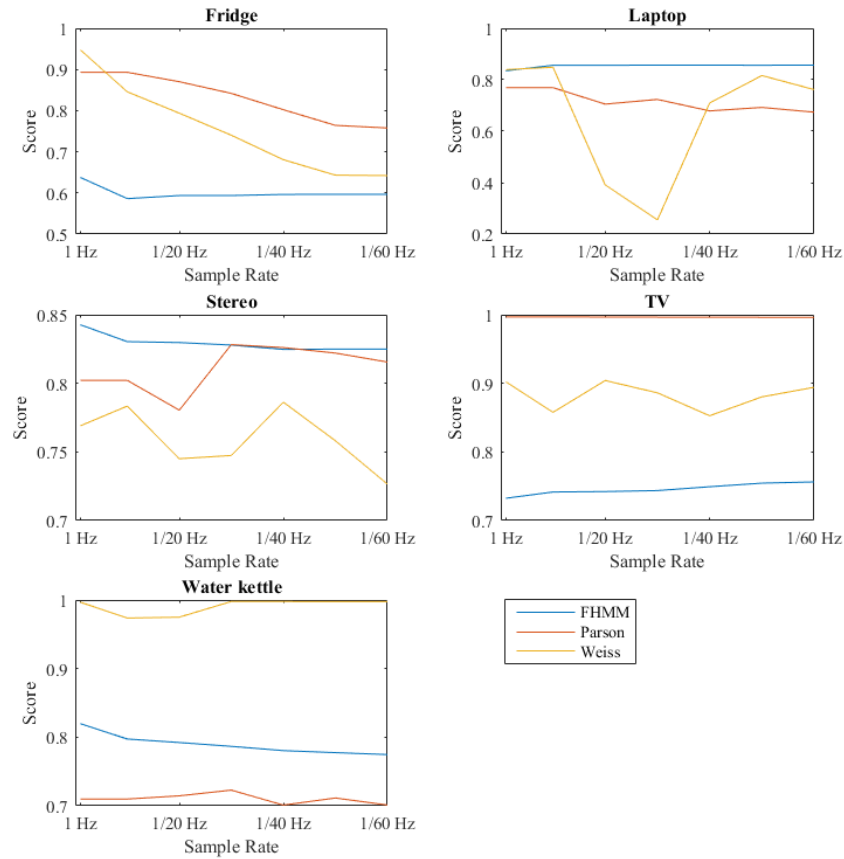 Fridge
1
0.9
0.8
0.7
0.6
0.5
Score
1 Hz 1/20 Hz 1/40 Hz 1/60 Hz
Sample Rate
Laptop
1
0.8
0.6
0.4
0.2
Score
1 Hz 1/20 Hz 1/40 Hz 1/60 Hz
Sample Rate
Stereo
0.85
0.8
0.75
0.7
Score
1 Hz 1/20 Hz 1/40 Hz 1/60 Hz
Sample Rate
TV
1
0.9
0.8
0.7
Score
1 Hz 1/20 Hz 1/40 Hz 1/60 Hz
Sample Rate
Water kettle
1
0.9
0.8
0.7
Score
1 Hz 1/20 Hz 1/40 Hz 1/60 Hz
Sample Rate
FHMM
Parson
Weiss